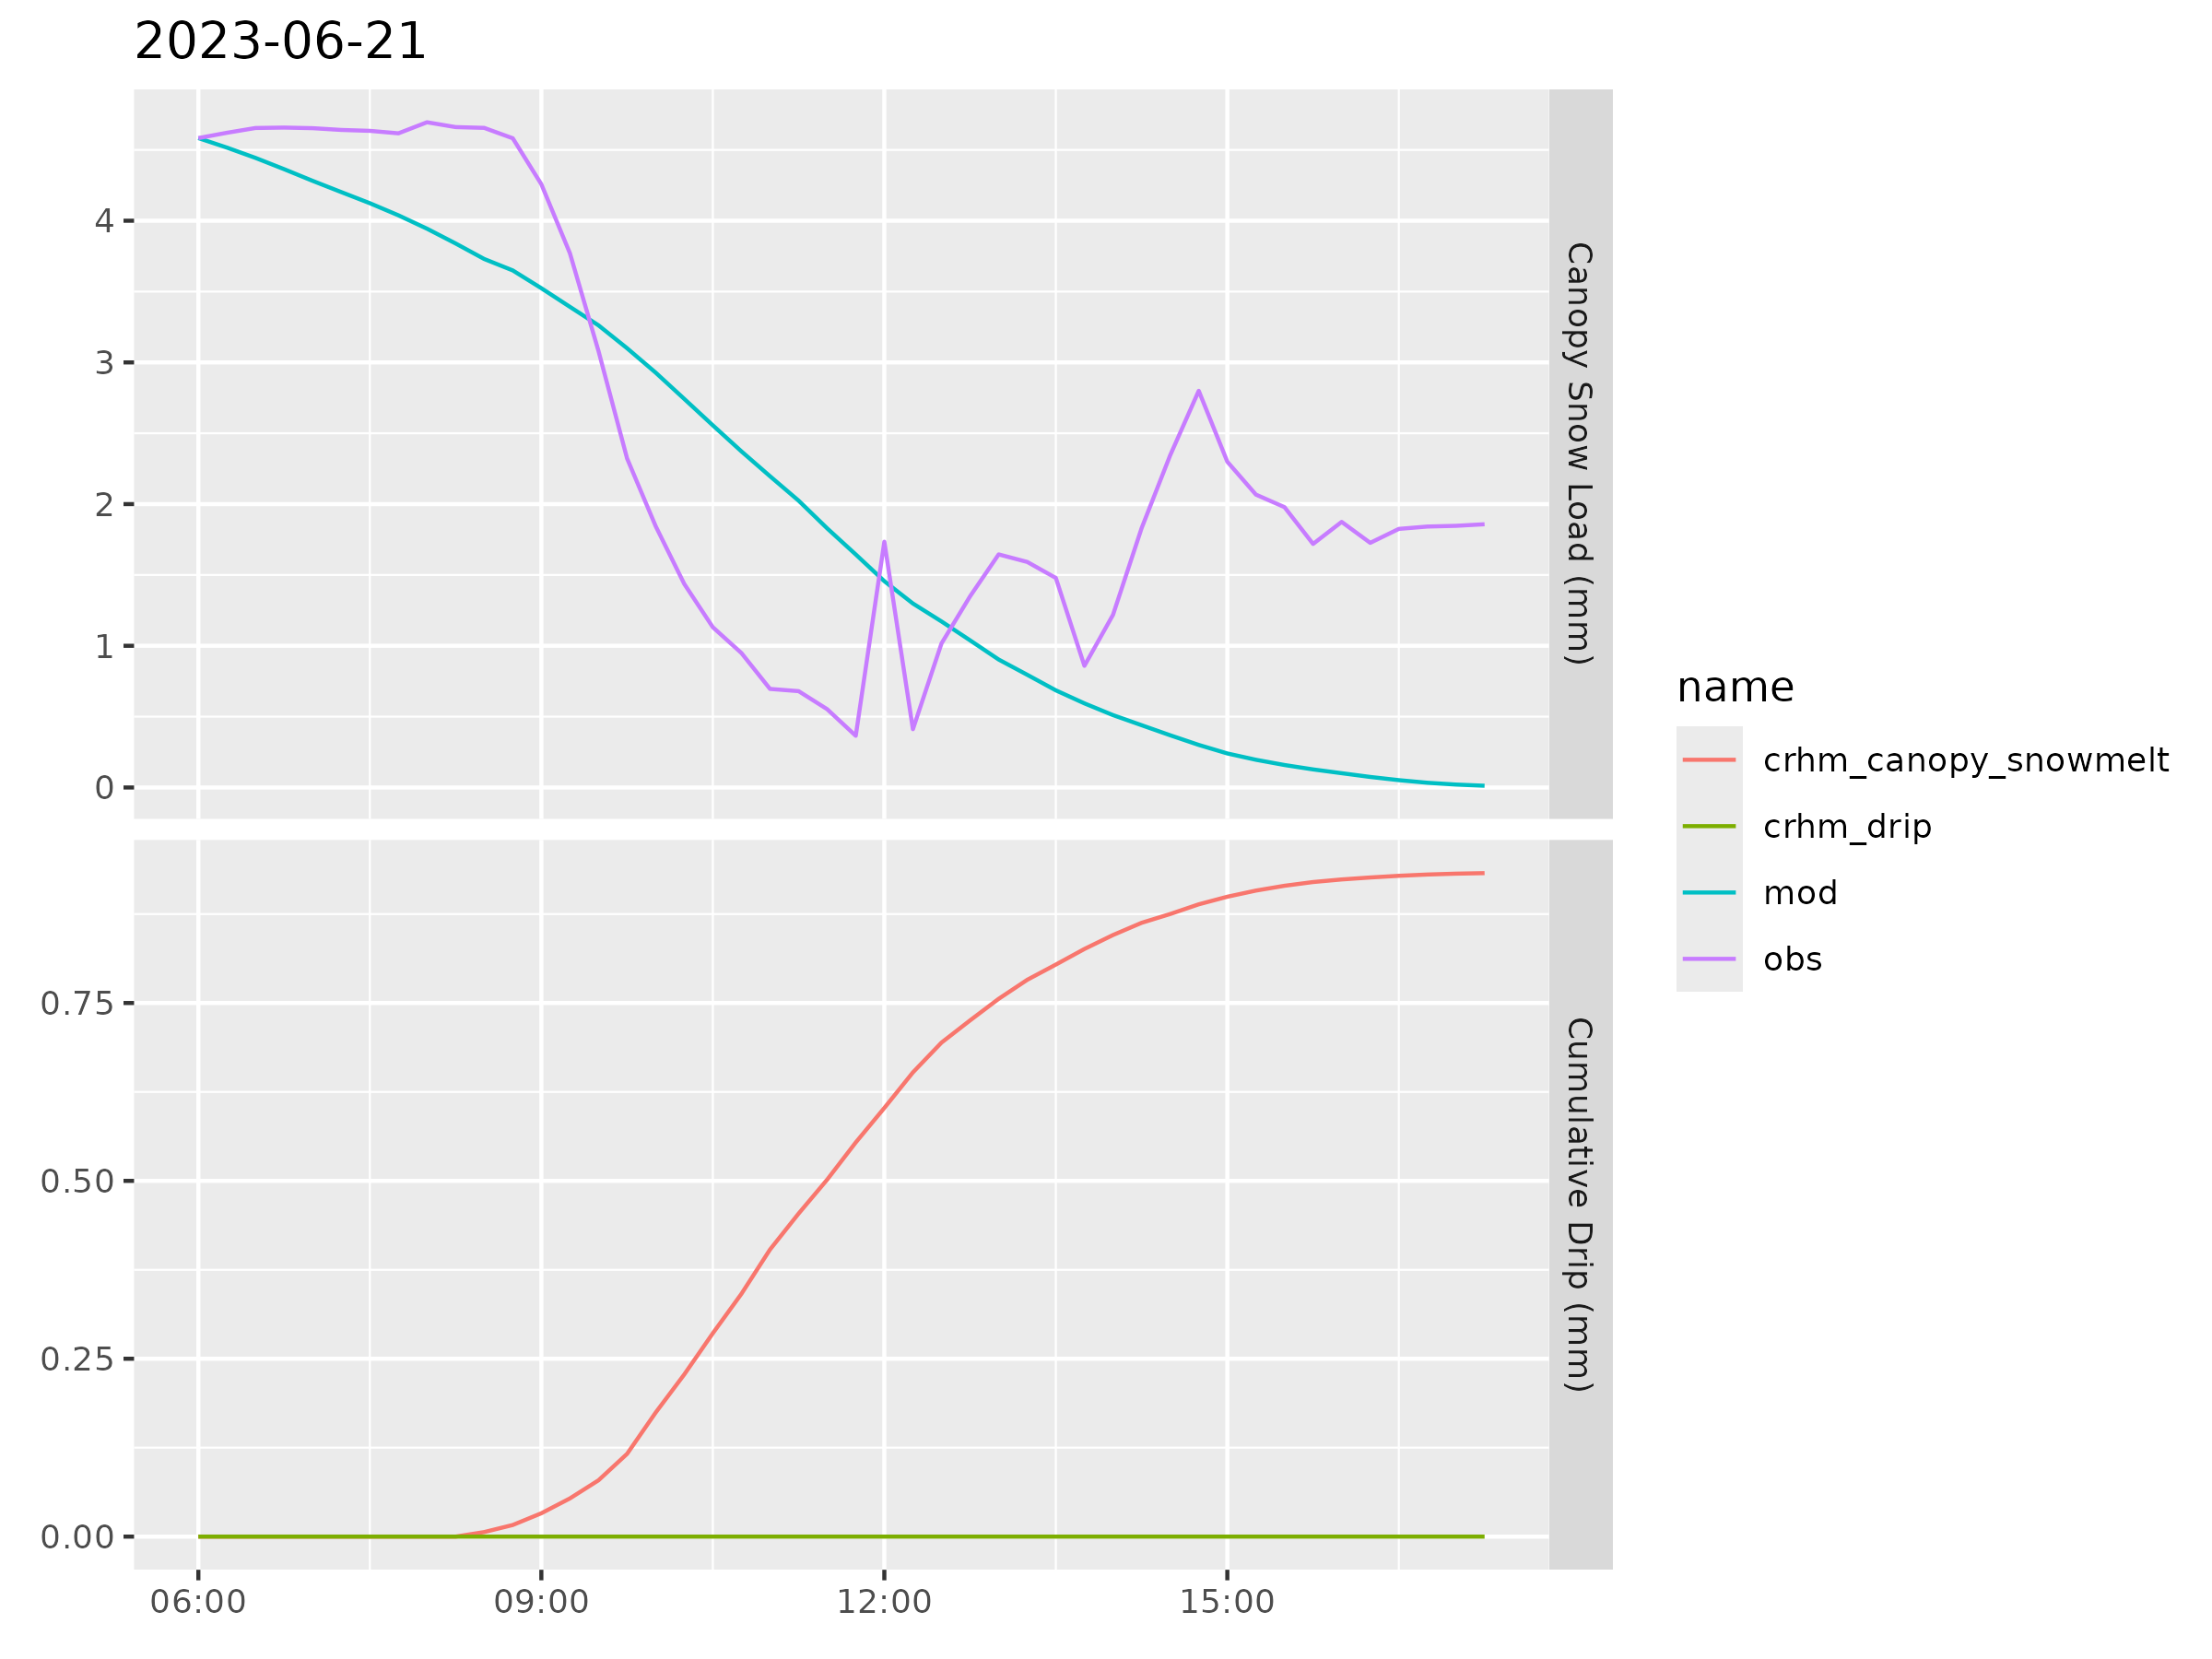 2023-06-21
4
3
2
1
0
Canopy Snow Load (mm)
0.75
0.50
0.25
0.00
Cumulative Drip (mm)
06:00 09:00 12:00 15:00
name
crhm_canopy_snowmelt
crhm_drip
mod
obs